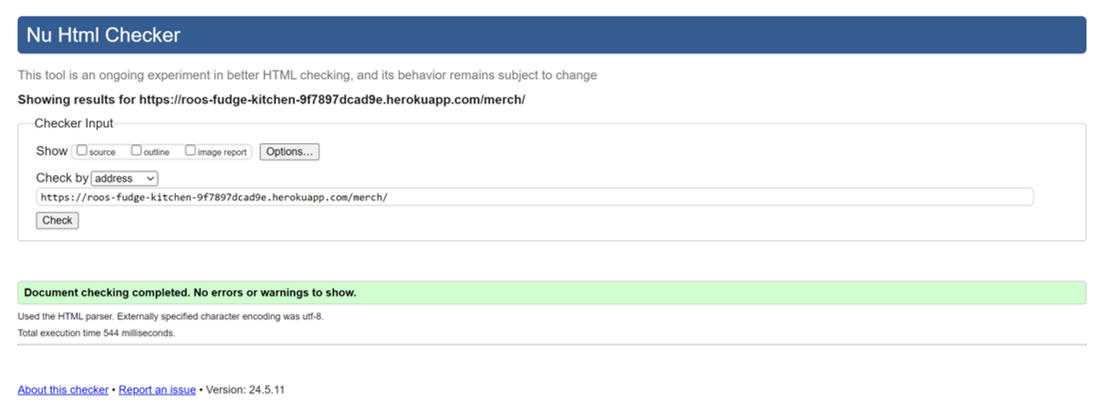 Nu Html Checker
This tool is an ongoing experiment in better HTML checking, and its behavior remains subject to change
Showing results for https://roos-fudge-kitchen-9f7897dcad9e.herokuapp.com/merch/
Checker Input
Show source outline image report Options...
Check by address
https://roos-fudge-kitchen-9f7897dcad9e.herokuapp.com/merch/
Check
Document checking completed. No errors or warnings to show.
Used the HTML parser. Externally specified character encoding was utf-8.
Total execution time 544 milliseconds.
About this checker • Report an issue • Version: 24.5.11